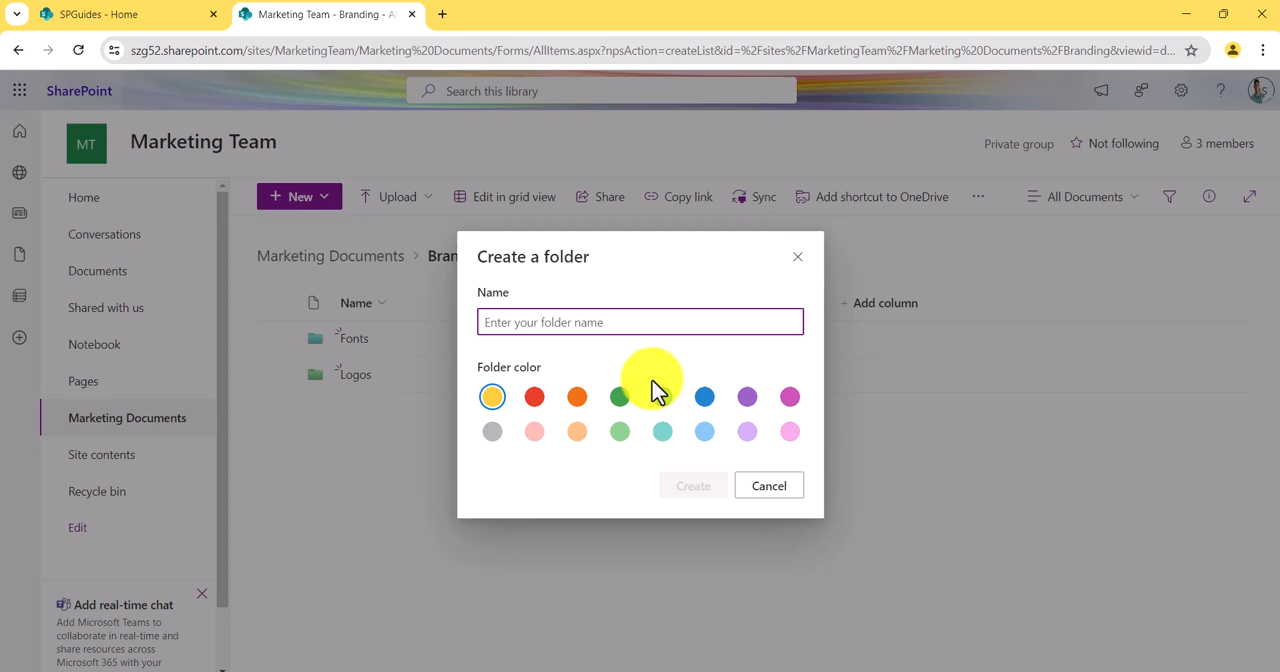 SPGuides - Home
Marketing Team - Branding - Al
szg52.sharepoint.com/sites/MarketingTeam/Marketing%20Documents/Forms/AllItems.aspx?npsAction=createList&id=%2Fsites%2FMarketingTeam%2FMarketing%20Documents%2FBranding&viewid=d...
SharePoint
Search this library
MT
Marketing Team
Private group
Not following
3 members
Home
Conversations
Documents
Shared with us
Notebook
Pages
Marketing Documents
Site contents
Recycle bin
Edit
Add real-time chat
Add Microsoft Teams to
collaborate in real-time and
share resources across
Microsoft 365 with your
+ New
Upload
Edit in grid view
Share
Copy link
Sync
Add shortcut to OneDrive
...
All Documents
Marketing Documents > Bran
Name
+ Add column
Fonts
Logos
Create a folder
Name
Enter your folder name
Folder color
Create
Cancel